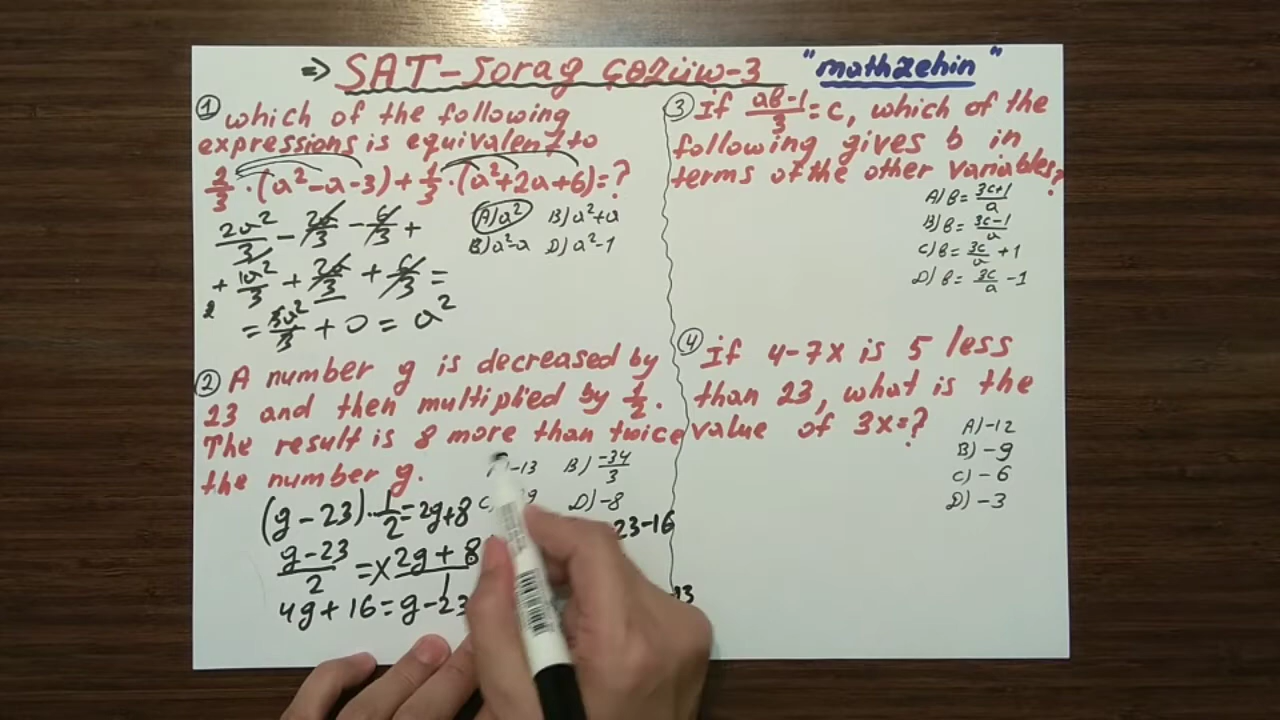 ⇒ SAT-Sorag çözüw-3 "mathzehin"
① which of the following
expressions is equivalent to
2/3 · (a² - a - 3) + 1/3 · (a² + 2a + 6) = ?
A) a² B) a² + a
B) a² - a D) a² - 1
2a²/3 - 2a/3 - 6/3 +
+ 1a²/3 + 2a/3 + 6/3 =
= 3a²/3 + 0 = a²
② A number g is decreased by
23 and then multiplied by 1/2.
The result is 8 more than twice
the number g.
-13 B) -34/3
C) D) -8
(g - 23) · 1/2 = 2g + 8
g - 23/2 = 2g + 8/1
4g + 16 = g - 23
23 - 16
③ If ab - 1/3 = c, which of the
following gives b in
terms of the other variables?
A) b = 3c + 1/a
B) b = 3c - 1/a
C) b = 3c/a + 1
D) b = 3c/a - 1
④ If 4 - 7x is 5 less
than 23, what is the
value of 3x = ?
A) -12
B) -9
C) -6
D) -3